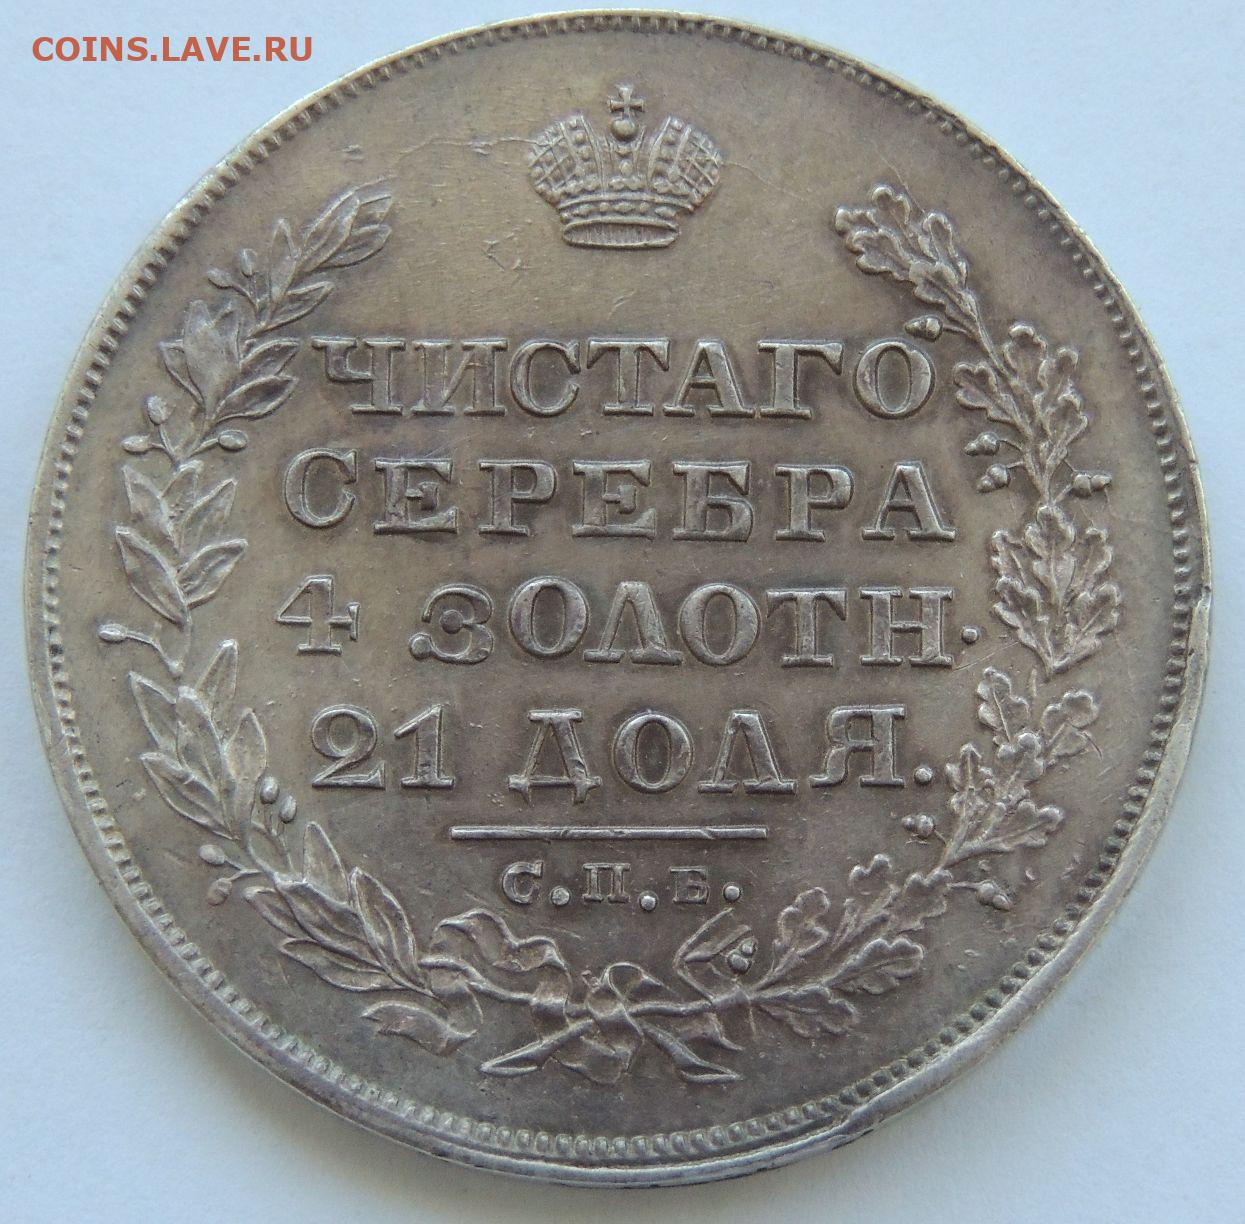 COINS.LAVE.RU
ЧИСТАГО
СЕРЕБРА
4 ЗОЛОТН.
21 ДОЛЯ.
С.П.Б.